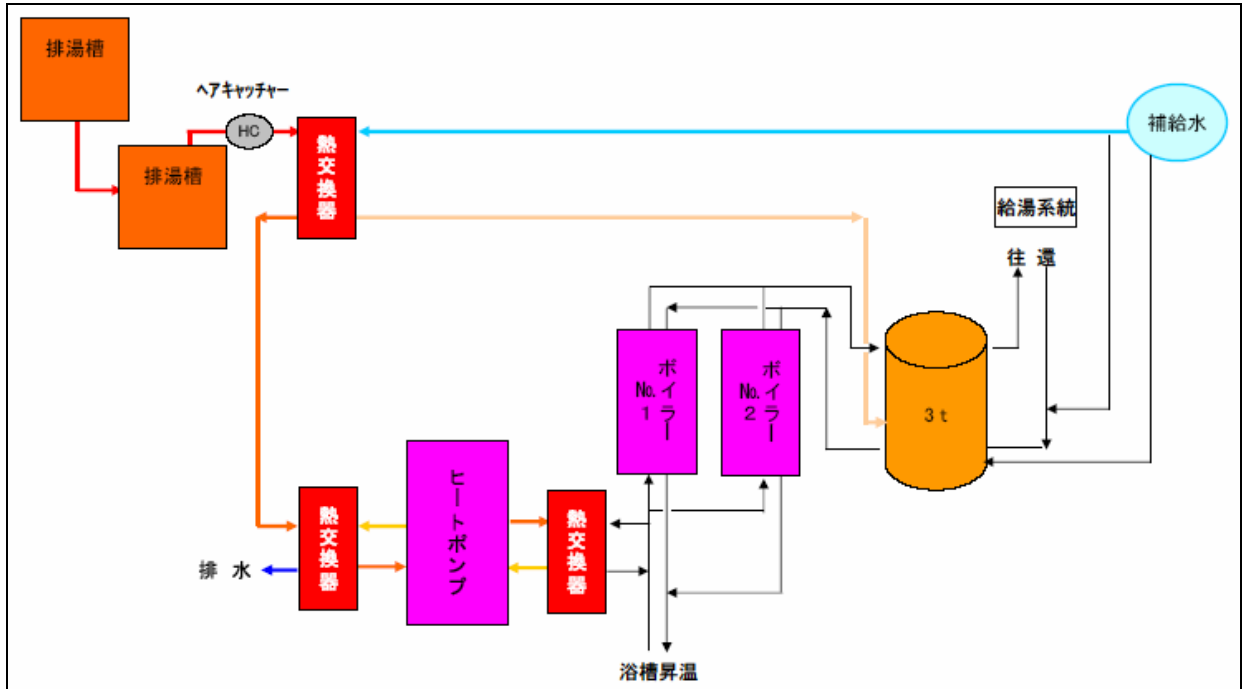 排湯槽
ヘアキャッチャー
HC
排湯槽
熱交換器
補給水
給湯系統
往 還
ボイラー
No.1
ボイラー
No.2
3t
ヒートポンプ
熱交換器
熱交換器
排 水
浴槽昇温